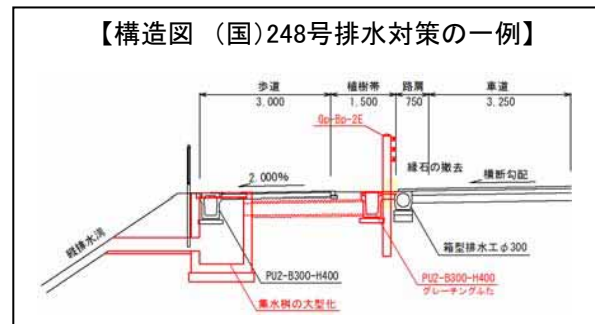 【構造図 (国)248号排水対策の一例】
歩道 植樹帯 路肩 車道
3.000 1.500 750 3.250
Gp-Bp-2E
縁石の撤去
2.000% 横断勾配
縦排水溝
箱型排水工φ300
PU2-B300-H400 PU2-B300-H400
グレーチングふた
集水桝の大型化